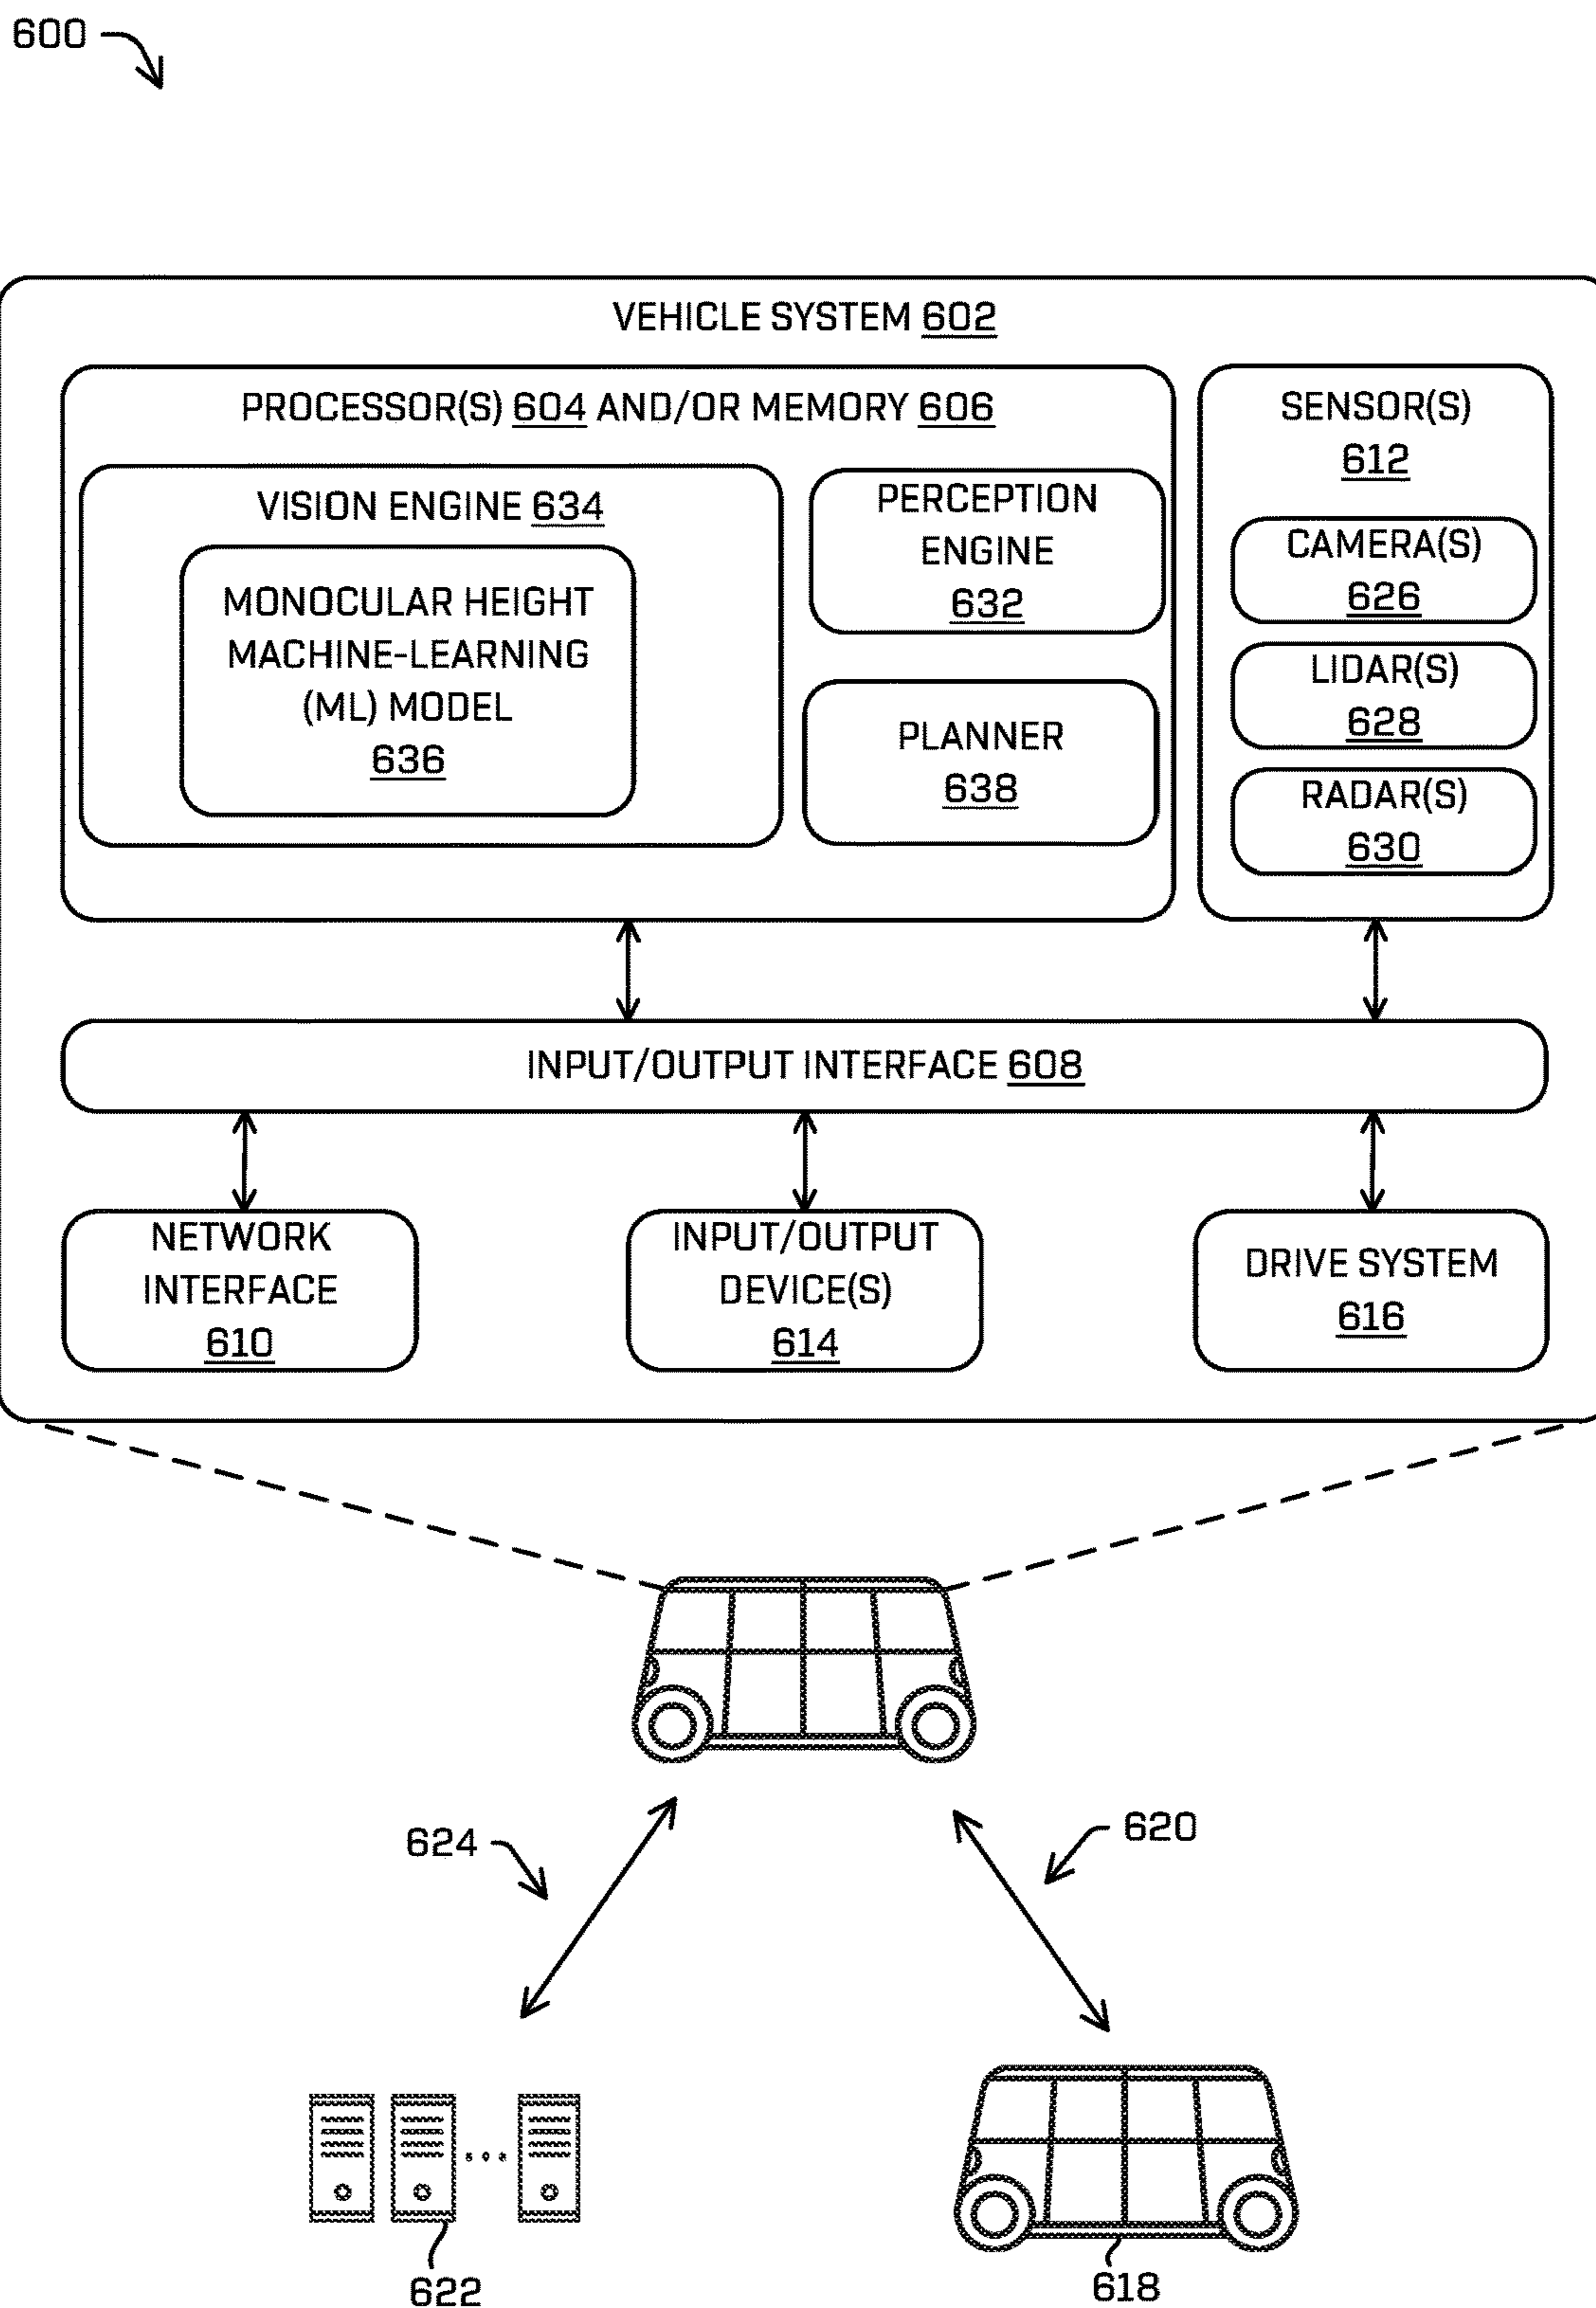 600
VEHICLE SYSTEM 602
PROCESSOR(S) 604 AND/OR MEMORY 606
VISION ENGINE 634
MONOCULAR HEIGHT
MACHINE-LEARNING
(ML) MODEL
636
PERCEPTION
ENGINE
632
PLANNER
638
SENSOR(S)
612
CAMERA(S)
626
LIDAR(S)
628
RADAR(S)
630
INPUT/OUTPUT INTERFACE 608
NETWORK
INTERFACE
610
INPUT/OUTPUT
DEVICE(S)
614
DRIVE SYSTEM
616
624
620
622
618